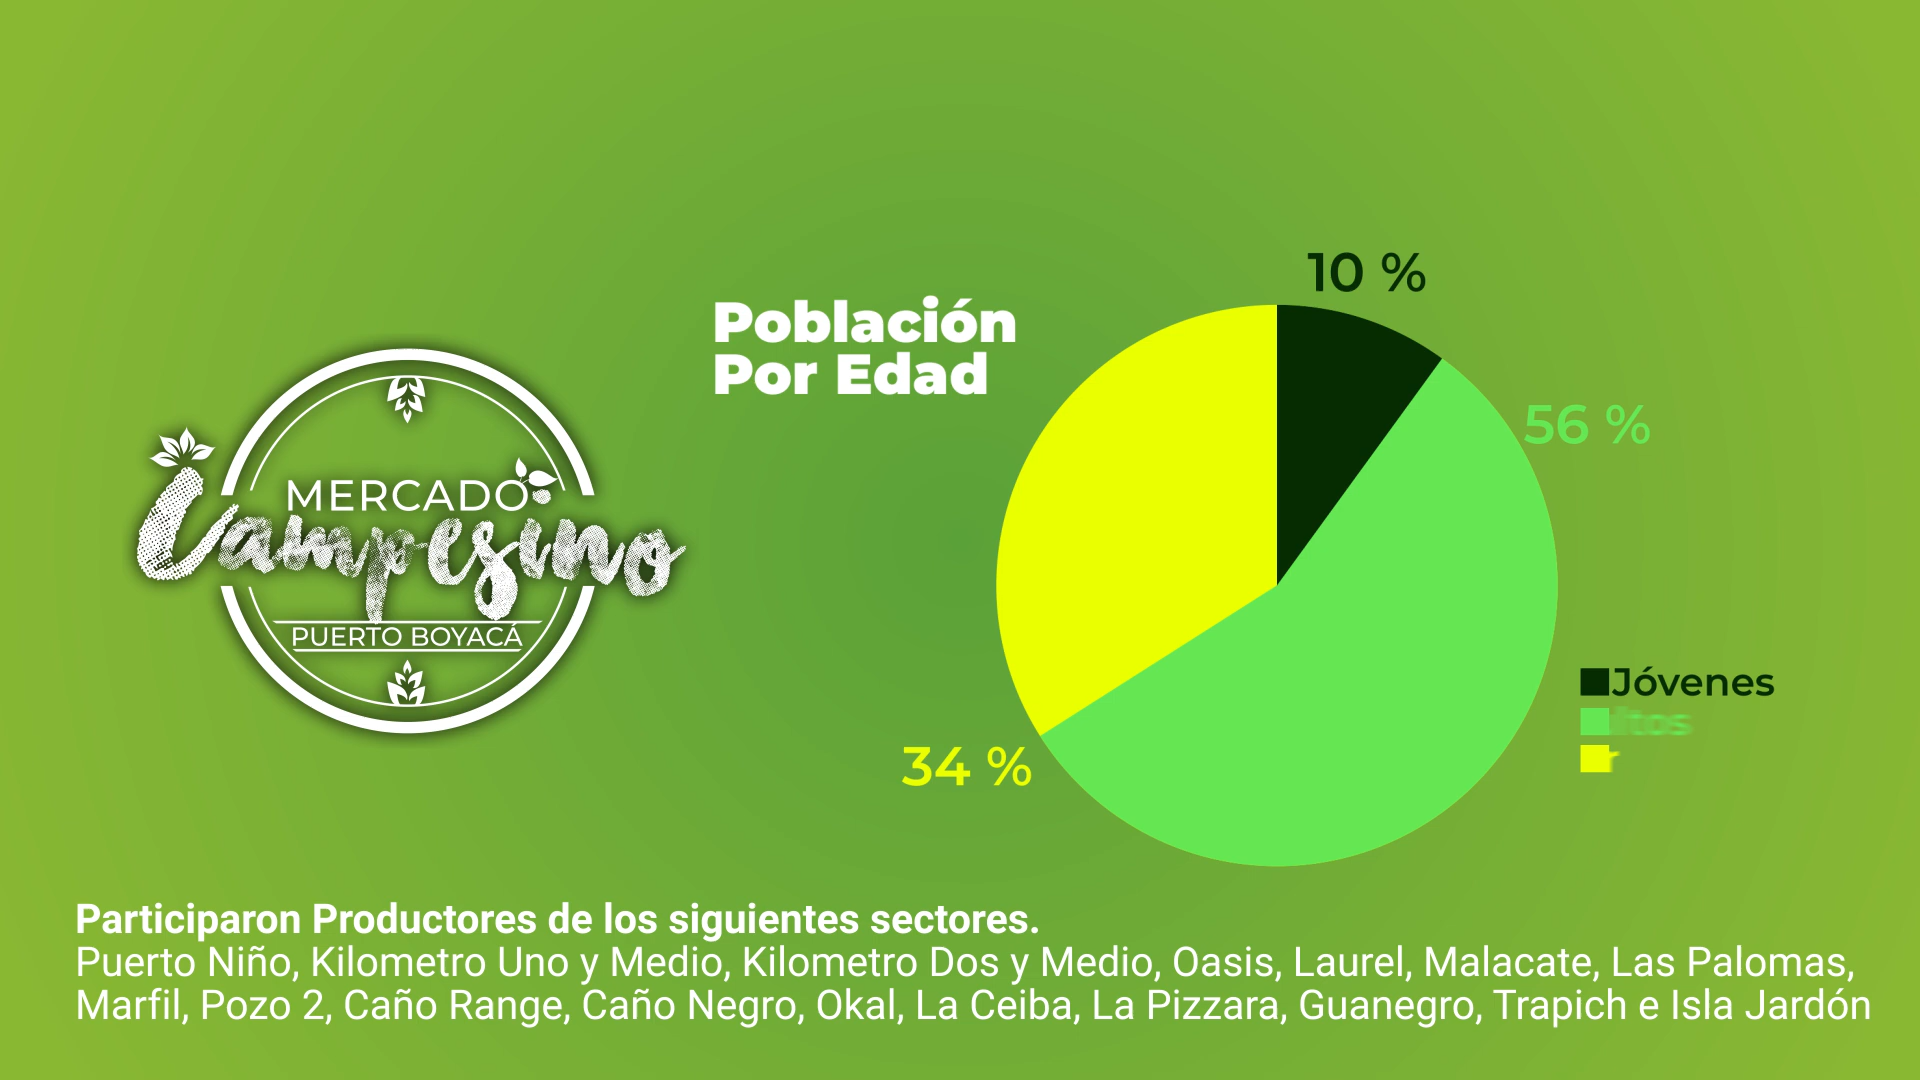 Población
Por Edad
10 %
56 %
34 %
Jóvenes
MERCADO
Campesino
PUERTO BOYACÁ
Participaron Productores de los siguientes sectores.
Puerto Niño, Kilometro Uno y Medio, Kilometro Dos y Medio, Oasis, Laurel, Malacate, Las Palomas,
Marfil, Pozo 2, Caño Range, Caño Negro, Okal, La Ceiba, La Pizzara, Guanegro, Trapich e Isla Jardón